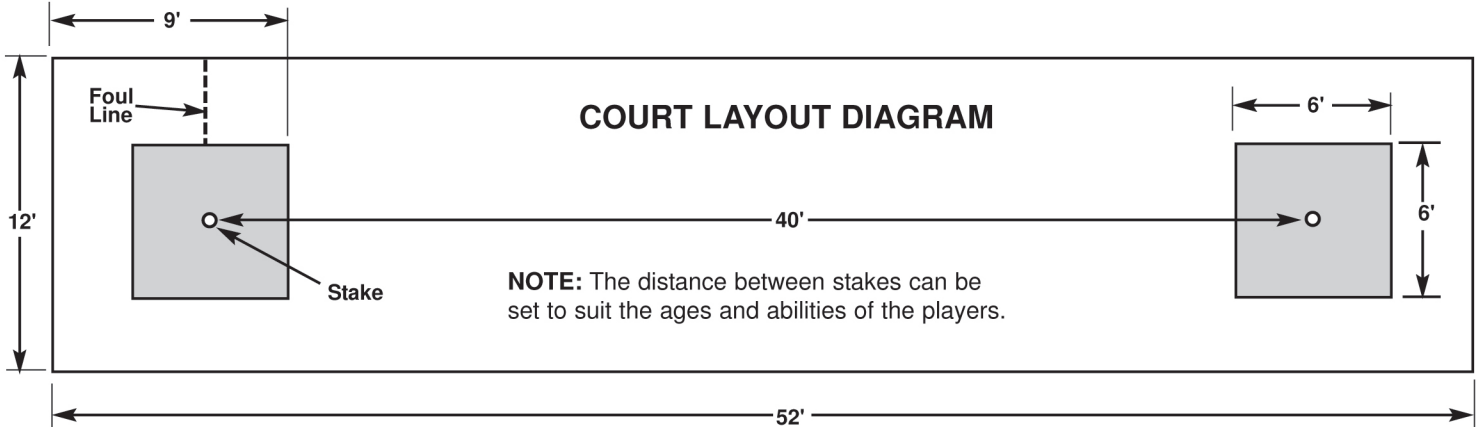 9'
Foul
Line
COURT LAYOUT DIAGRAM
6'
12'
40'
6'
Stake
NOTE: The distance between stakes can be
set to suit the ages and abilities of the players.
52'